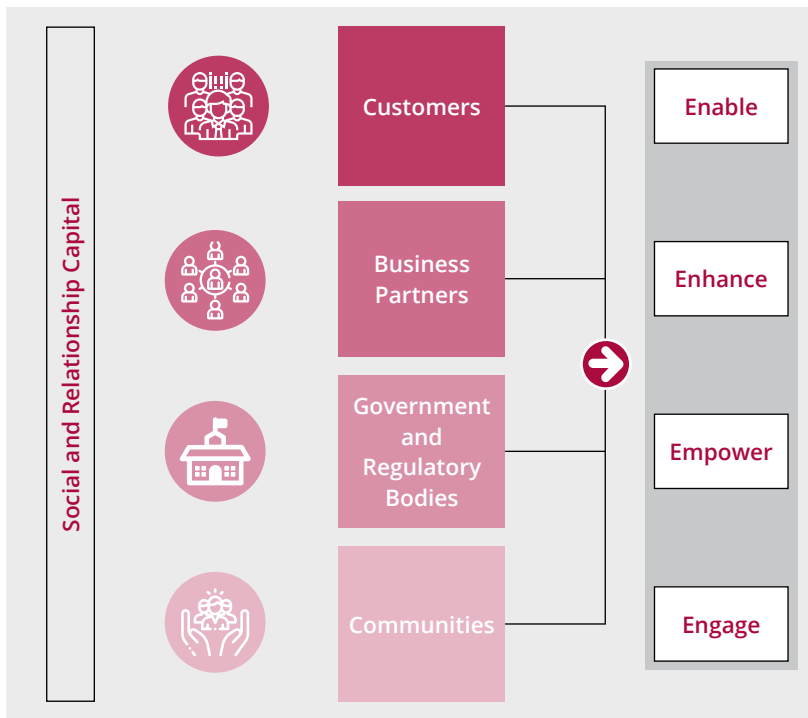 Social and Relationship Capital
Customers
Enable
Business
Partners
Enhance
Government
and
Regulatory
Bodies
Empower
Communities
Engage